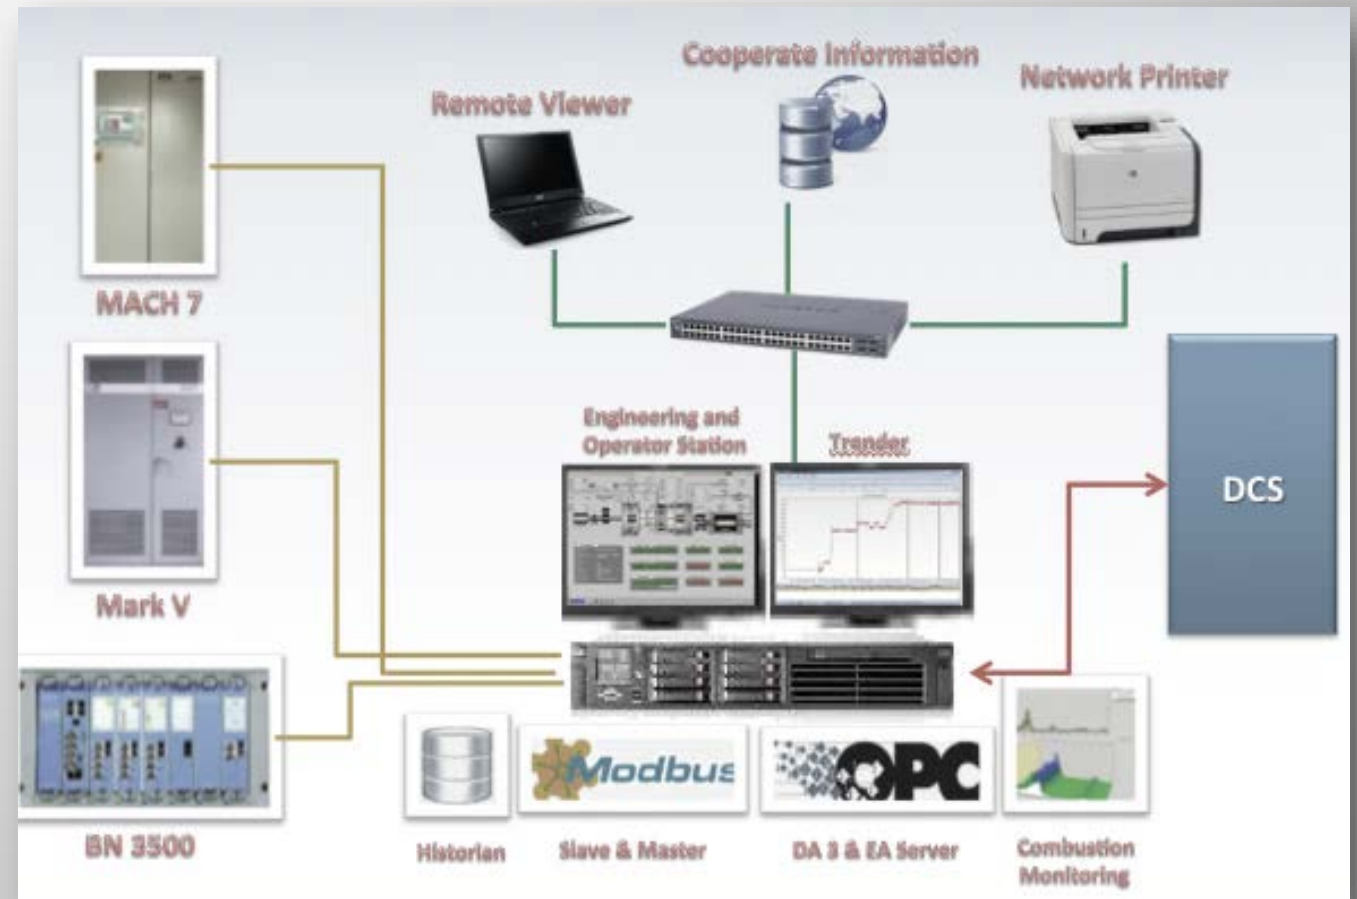 Cooperate Information
Network Printer
Remote Viewer
MACH 7
Engineering and
Operator Station
Trender
DCS
Mark V
Modbus
OPC
BN 3500
Historian
Slave & Master
DA 3 & EA Server
Combustion
Monitoring